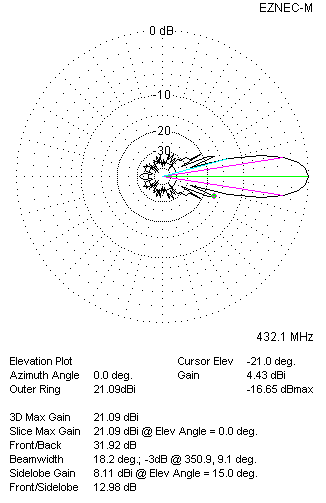 EZNEC-M
0 dB
-10
-20
-30
432.1 MHz
Elevation Plot Cursor Elev -21.0 deg.
Azimuth Angle 0.0 deg. Gain 4.43 dBi
Outer Ring 21.09dBi -16.65 dBmax
3D Max Gain 21.09 dBi
Slice Max Gain 21.09 dBi @ Elev Angle = 0.0 deg.
Front/Back 31.92 dB
Beamwidth 18.2 deg.; -3dB @ 350.9, 9.1 deg.
Sidelobe Gain 8.11 dBi @ Elev Angle = 15.0 deg.
Front/Sidelobe 12.98 dB